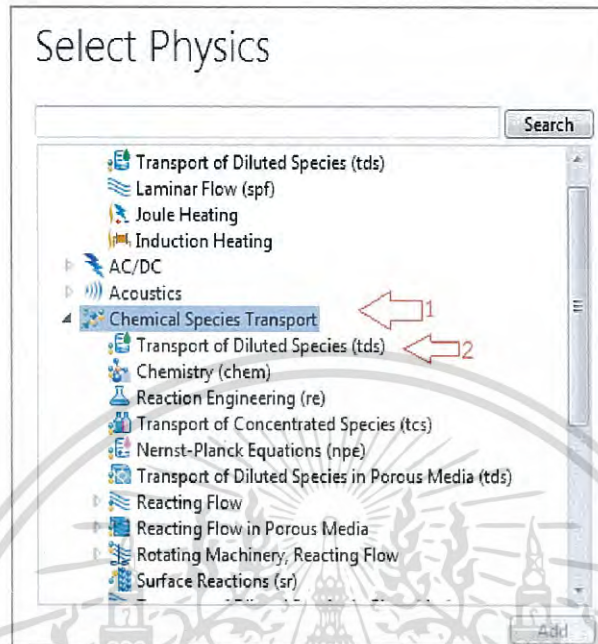 Select Physics
Search
Transport of Diluted Species (tds)
Laminar Flow (spf)
Joule Heating
Induction Heating
AC/DC
Acoustics
Chemical Species Transport
1
Transport of Diluted Species (tds)
2
Chemistry (chem)
Reaction Engineering (re)
Transport of Concentrated Species (tcs)
Nernst-Planck Equations (npe)
Transport of Diluted Species in Porous Media (tds)
Reacting Flow
Reacting Flow in Porous Media
Rotating Machinery, Reacting Flow
Surface Reactions (sr)
Add